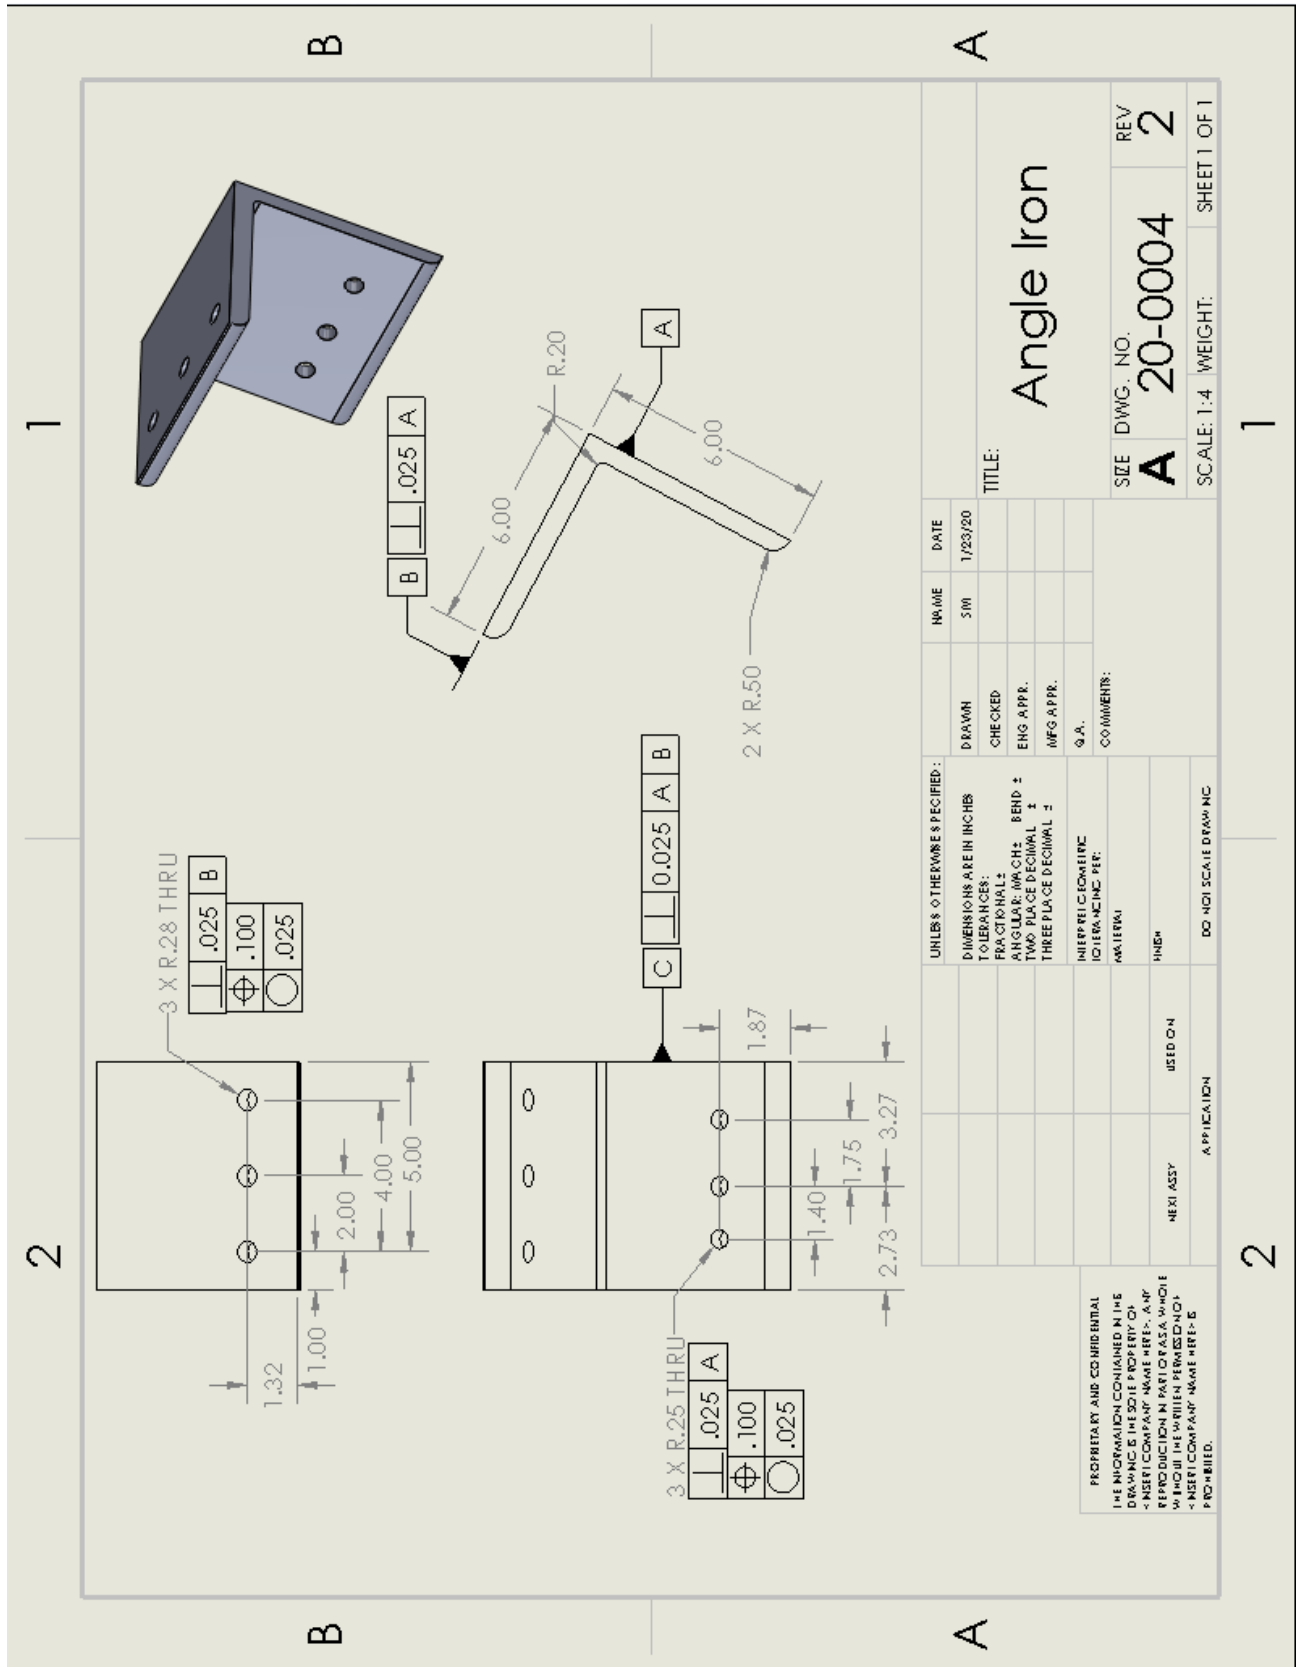 2
1
B
B
A
A
2
1
3 X R.28 THRU
⊥ .025 B
⌖ .100
○ .025
1.32
1.00
2.00
4.00
5.00
B ⊥ .025 A
6.00
R.20
6.00
A
2 X R.50
C ⊥ 0.025 A B
3 X R.25 THRU
⊥ .025 A
⌖ .100
○ .025
1.87
1.40
1.75
2.73
3.27
PROPRIETARY AND CONFIDENTIAL
THE INFORMATION CONTAINED IN THIS
DRAWING IS THE SOLE PROPERTY OF
<INSERT COMPANY NAME HERE>. ANY
REPRODUCTION IN PART OR AS A WHOLE
WITHOUT THE WRITTEN PERMISSION OF
<INSERT COMPANY NAME HERE> IS
PROHIBITED.
NEXT ASSY
USED ON
APPLICATION
UNLESS OTHERWISE SPECIFIED:
DIMENSIONS ARE IN INCHES
TOLERANCES:
FRACTIONAL±
ANGULAR: MACH± BEND ±
TWO PLACE DECIMAL ±
THREE PLACE DECIMAL ±
INTERPRET GEOMETRIC
TOLERANCING PER:
MATERIAL
FINISH
DO NOT SCALE DRAWING
NAME
DATE
DRAWN
SM
1/23/20
CHECKED
ENG APPR.
MFG APPR.
Q.A.
COMMENTS:
TITLE:
Angle Iron
SIZE
A
DWG. NO.
20-0004
REV
2
SCALE: 1:4
WEIGHT:
SHEET 1 OF 1